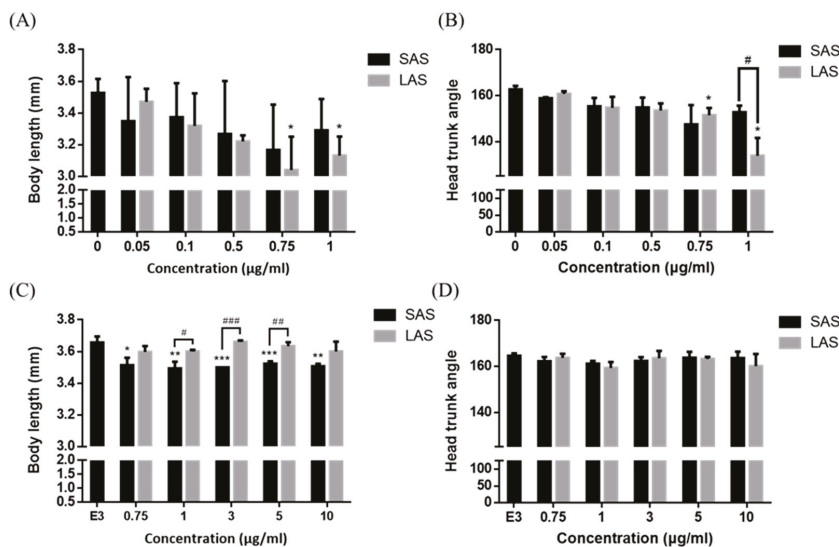 (A)
SAS
LAS
Body length (mm)
3.8
3.6
3.4
3.2
3.0
2.0
1.5
1.0
0.5
*
*
0
0.05
0.1
0.5
0.75
1
Concentration (µg/ml)
(B)
SAS
LAS
Head trunk angle
180
160
140
100
50
0
*
#
*
0
0.05
0.1
0.5
0.75
1
Concentration (µg/ml)
(C)
SAS
LAS
Body length (mm)
3.8
3.6
3.4
3.2
3.0
2.0
1.5
1.0
0.5
*
**
#
***
###
***
##
**
E3
0.75
1
3
5
10
Concentration (µg/ml)
(D)
SAS
LAS
Head trunk angle
180
160
140
100
50
0
E3
0.75
1
3
5
10
Concentration (µg/ml)